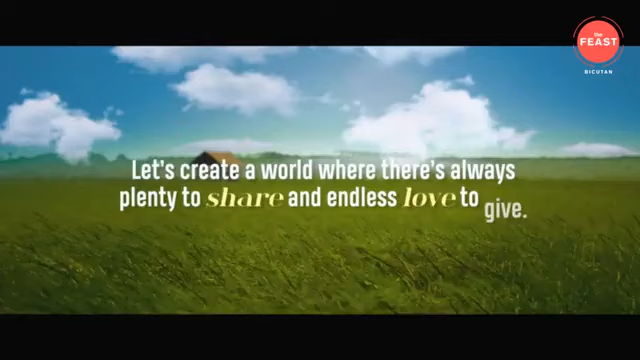 the
FEAST
BICUTAN
Let's create a world where there's always
plenty to share and endless love to give.